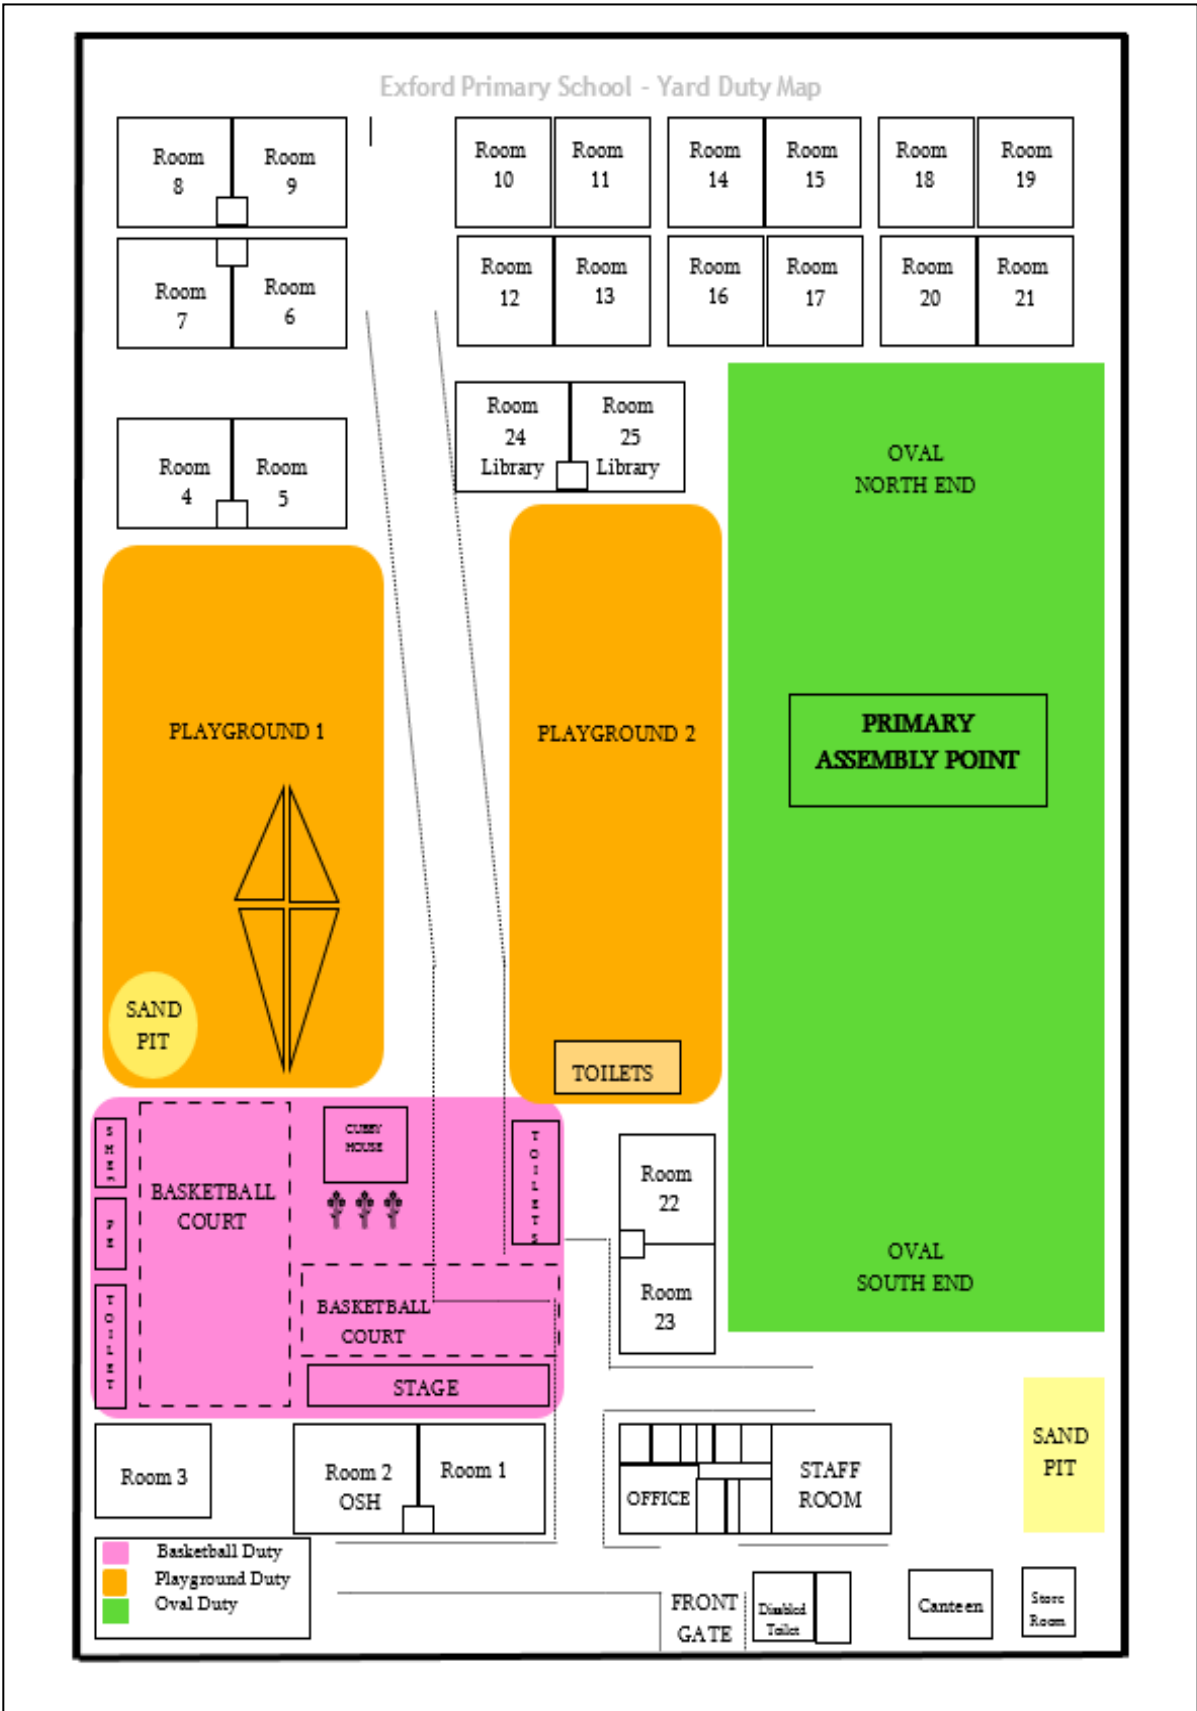 Exford Primary School - Yard Duty Map
Room
8
Room
9
Room
10
Room
11
Room
14
Room
15
Room
18
Room
19
Room
7
Room
6
Room
12
Room
13
Room
16
Room
17
Room
20
Room
21
Room
4
Room
5
Room
24
Library
Room
25
Library
OVAL
NORTH END
PLAYGROUND 1
PLAYGROUND 2
PRIMARY
ASSEMBLY POINT
SAND
PIT
TOILETS
CUBBY
HOUSE
BASKETBALL
COURT
TOILETS
PE
TOILET
Room
22
Room
23
OVAL
SOUTH END
BASKETBALL
COURT
STAGE
Room 3
Room 2
OSH
Room 1
OFFICE
STAFF
ROOM
SAND
PIT
Basketball Duty
Playground Duty
Oval Duty
FRONT
GATE
Disabled
Toilet
Canteen
Store
Room